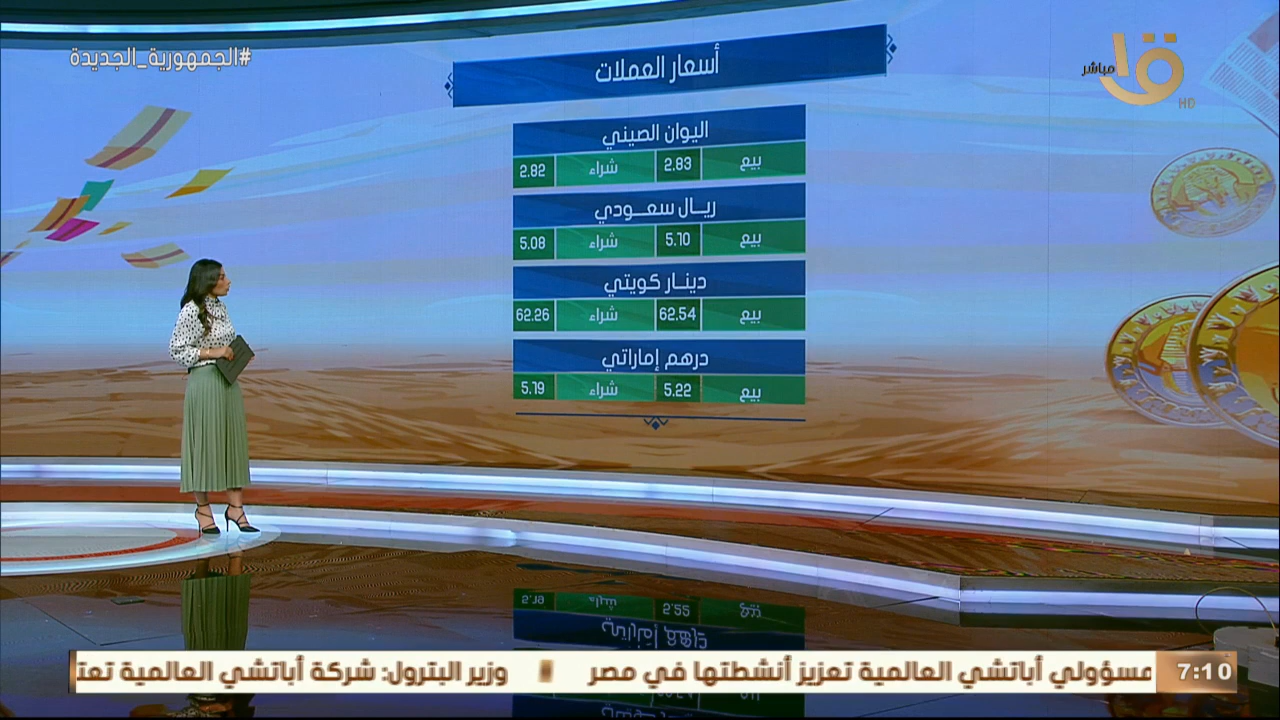 #الجمهورية_الجديدة
مباشر
HD
أسعار العملات
اليوان الصيني
بيع 2.83 شراء 2.82
ريال سعودي
بيع 5.10 شراء 5.08
دينار كويتي
بيع 62.54 شراء 62.26
درهم إماراتي
بيع 5.22 شراء 5.19
7:10 مسؤولي أباتشي العالمية تعزيز أنشطتها في مصر وزير البترول: شركة أباتشي العالمية تعتـ